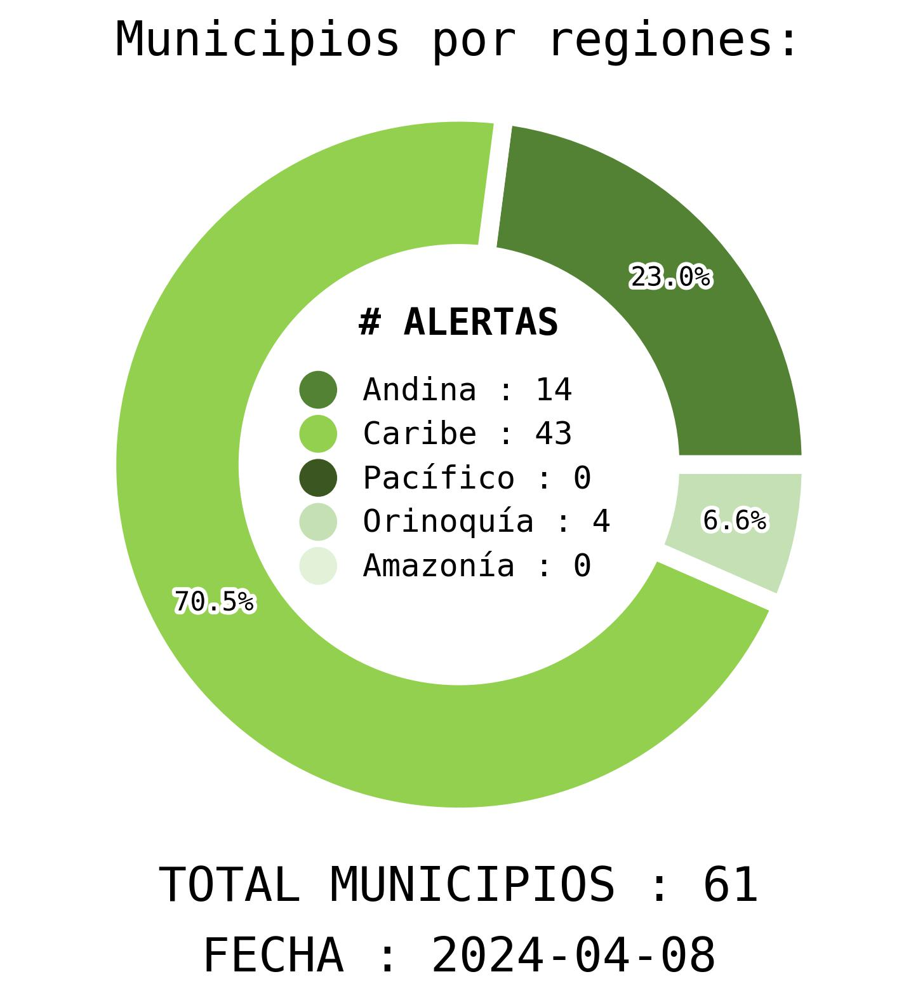 Municipios por regiones:
23.0%
# ALERTAS
Andina : 14
Caribe : 43
Pacífico : 0
Orinoquía : 4
6.6%
Amazonía : 0
70.5%
TOTAL MUNICIPIOS : 61
FECHA : 2024-04-08